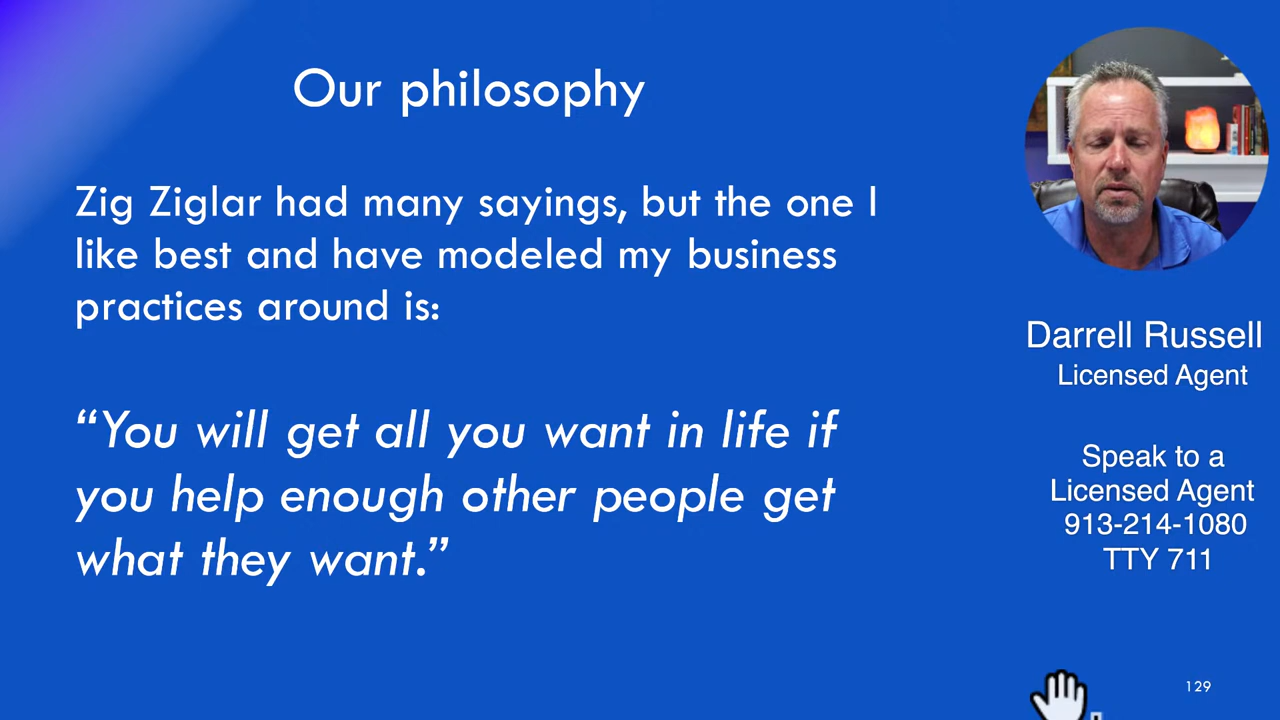 Our philosophy
Zig Ziglar had many sayings, but the one I
like best and have modeled my business
practices around is:
“You will get all you want in life if
you help enough other people get
what they want.”
Darrell Russell
Licensed Agent
Speak to a
Licensed Agent
913-214-1080
TTY 711
129